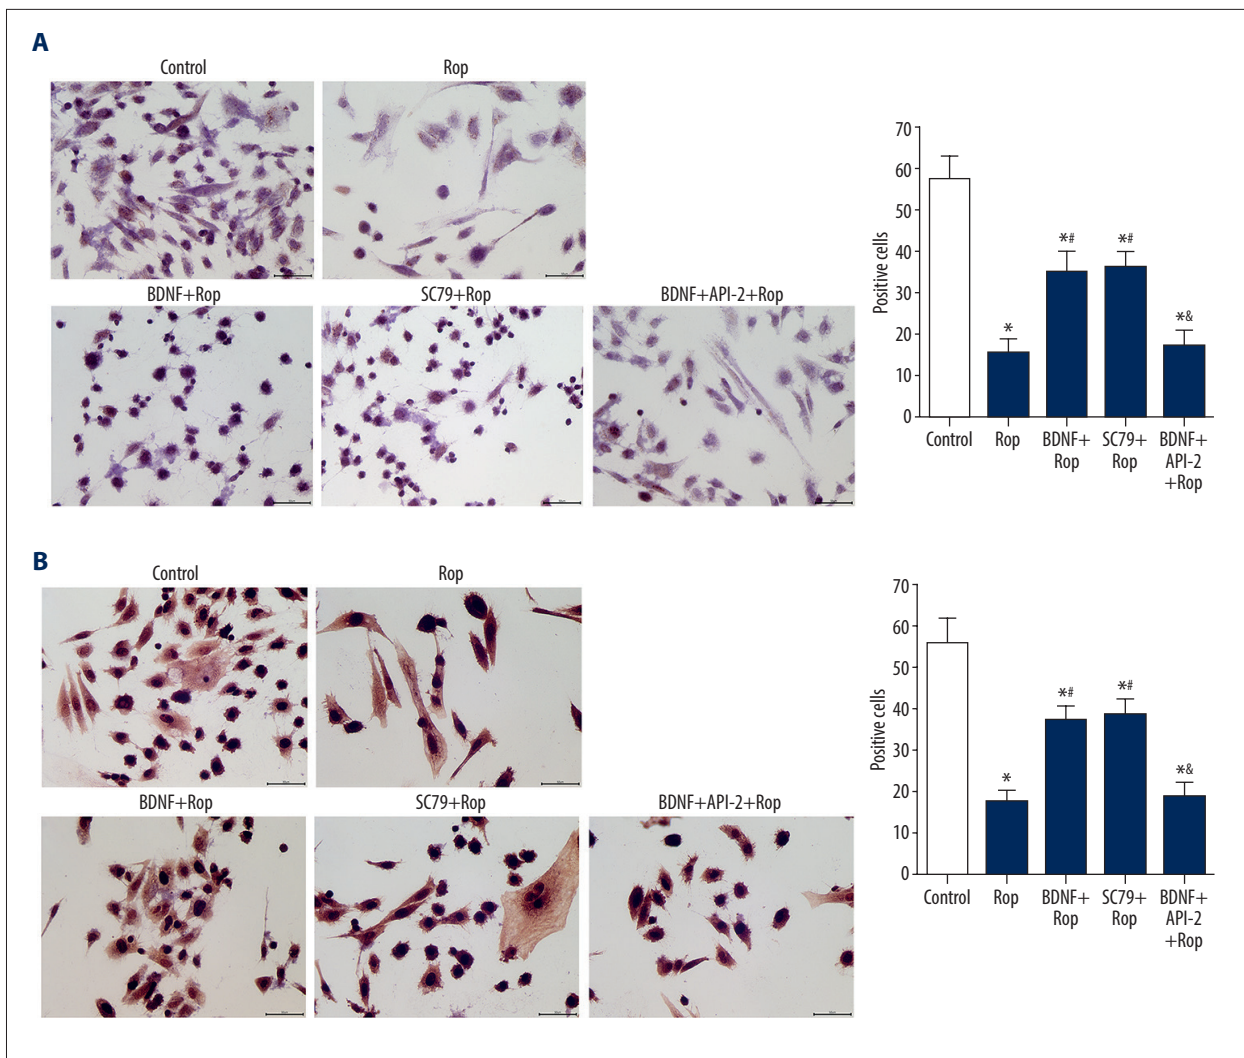 A
Control
Rop
BDNF+Rop
SC79+Rop
BDNF+API-2+Rop
Positive cells
70
60
50
40
30
20
10
0
*
*#
*#
*&
Control
Rop
BDNF+
Rop
SC79+
Rop
BDNF+
API-2
+Rop
B
Control
Rop
BDNF+Rop
SC79+Rop
BDNF+API-2+Rop
Positive cells
70
60
50
40
30
20
10
0
*
*#
*#
*&
Control
Rop
BDNF+
Rop
SC79+
Rop
BDNF+
API-2
+Rop